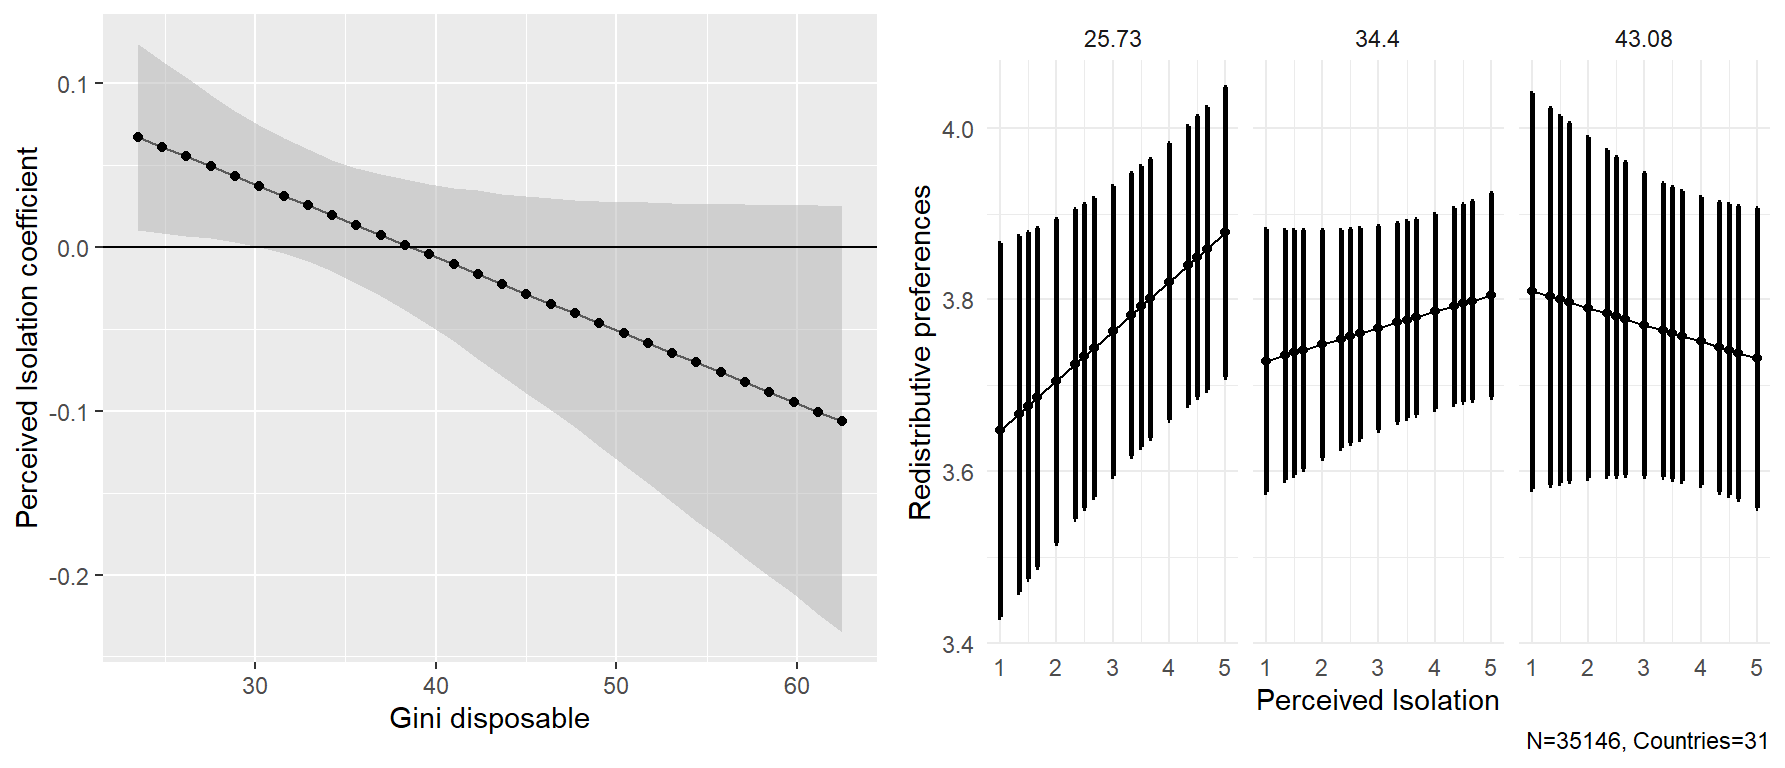 Perceived Isolation coefficient
0.1
0.0
-0.1
-0.2
30 40 50 60
Gini disposable
25.73 34.4 43.08
Redistributive preferences
4.0
3.8
3.6
3.4
1 2 3 4 5 1 2 3 4 5 1 2 3 4 5
Perceived Isolation
N=35146, Countries=31